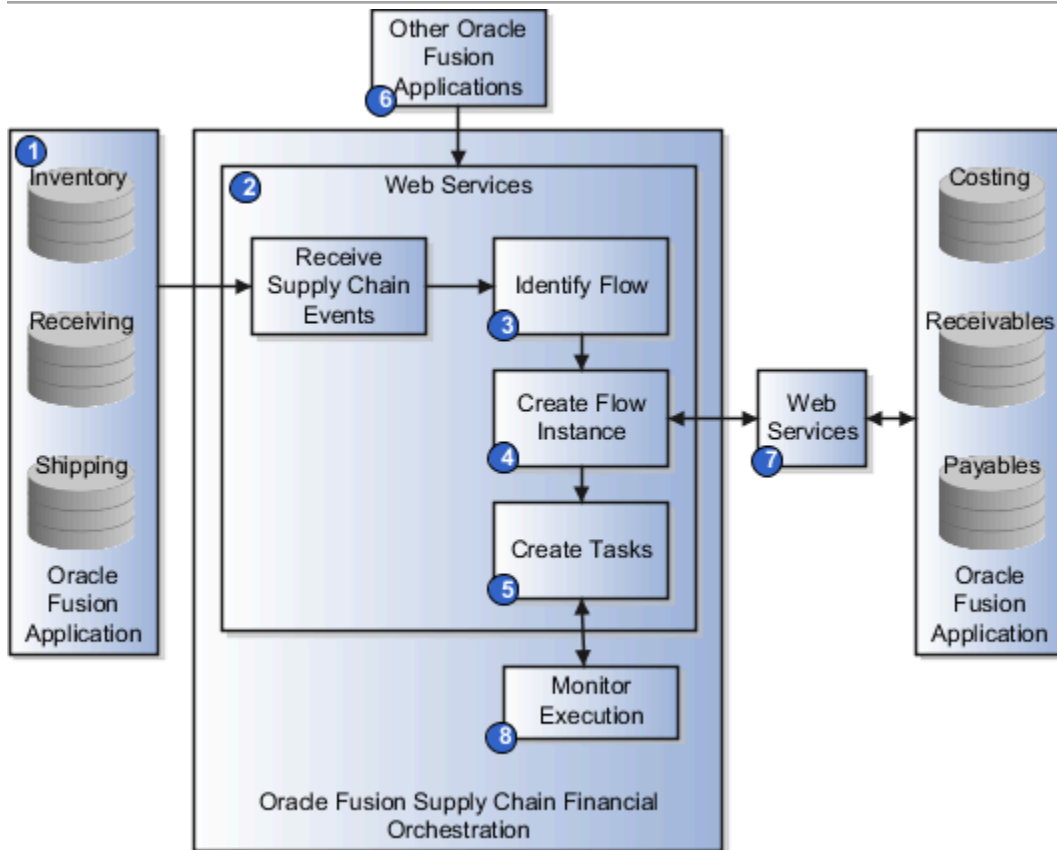 Other Oracle
Fusion
Applications
6
1
Inventory
Receiving
Shipping
Oracle
Fusion
Application
2
Web Services
Receive
Supply Chain
Events
Identify Flow
3
Create Flow
Instance
4
Create Tasks
5
Monitor
Execution
8
Oracle Fusion Supply Chain Financial
Orchestration
Web
Services
7
Costing
Receivables
Payables
Oracle
Fusion
Application